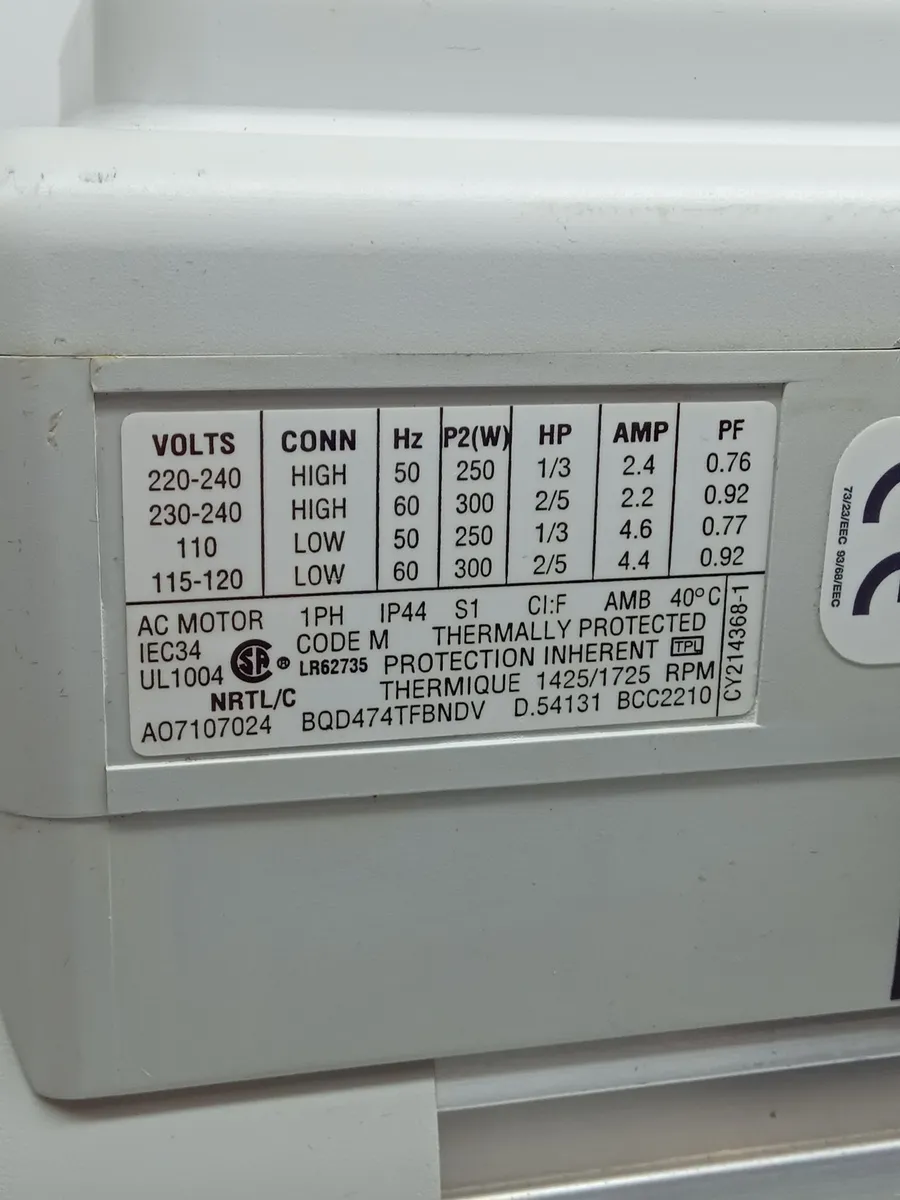 VOLTS CONN Hz P2(W) HP AMP PF
220-240 HIGH 50 250 1/3 2.4 0.76
230-240 HIGH 60 300 2/5 2.2 0.92
110 LOW 50 250 1/3 4.6 0.77
115-120 LOW 60 300 2/5 4.4 0.92
AC MOTOR 1PH IP44 S1 CI:F AMB 40°C
IEC34 CODE M THERMALLY PROTECTED
UL1004 SA ® LR62735 PROTECTION INHERENT TPL
NRTL/C THERMIQUE 1425/1725 RPM
AO7107024 BQD474TFBNDV D.54131 BCC2210
CY214368-1
CE
73/23/EEC 93/68/EEC